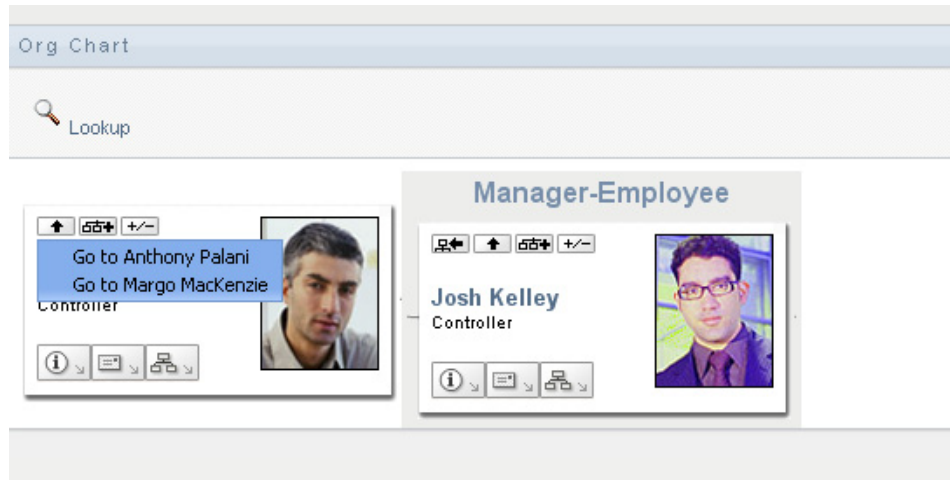 Org Chart
Lookup
Manager-Employee
+/−
Go to Anthony Palani
Go to Margo MacKenzie
Controller
+/−
Josh Kelley
Controller